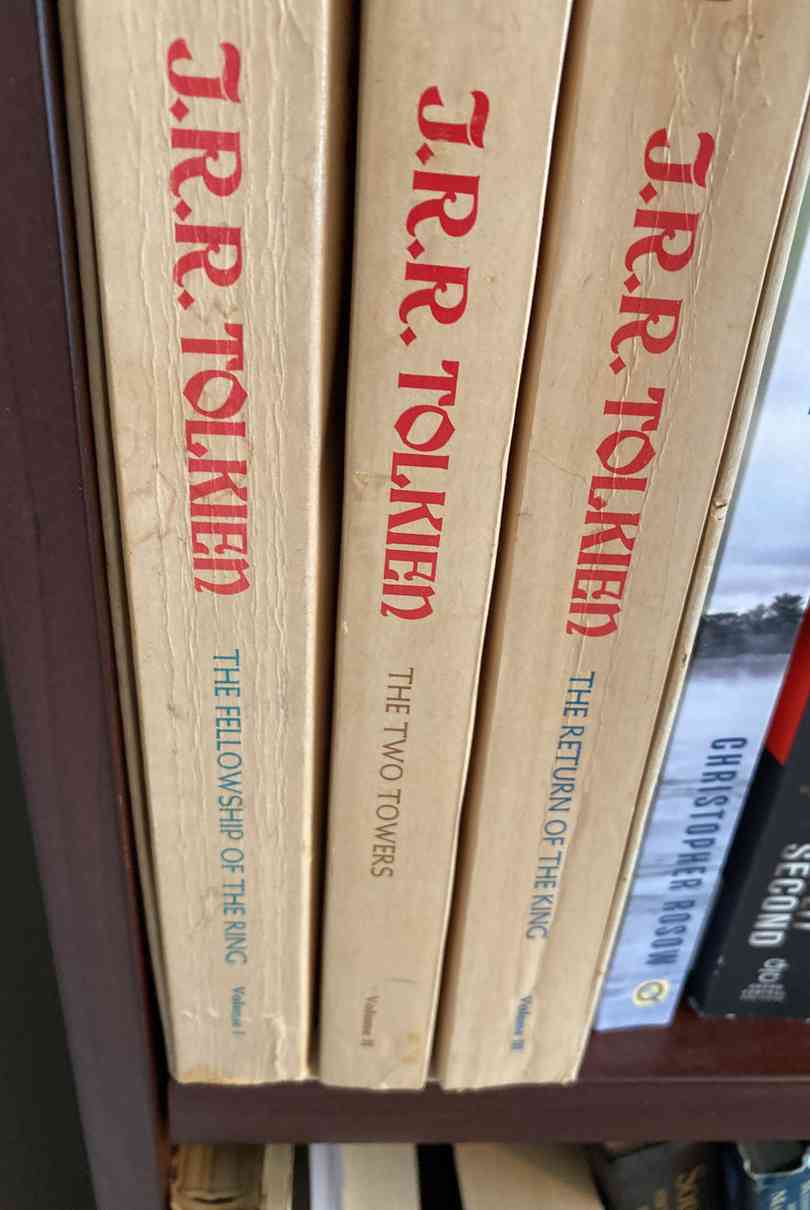 J.R.R. TOLKIEN THE FELLOWSHIP OF THE RING Volume I
J.R.R. TOLKIEN THE TWO TOWERS Volume II
J.R.R. TOLKIEN THE RETURN OF THE KING Volume III
CHRISTOPHER ROSOW
SECOND